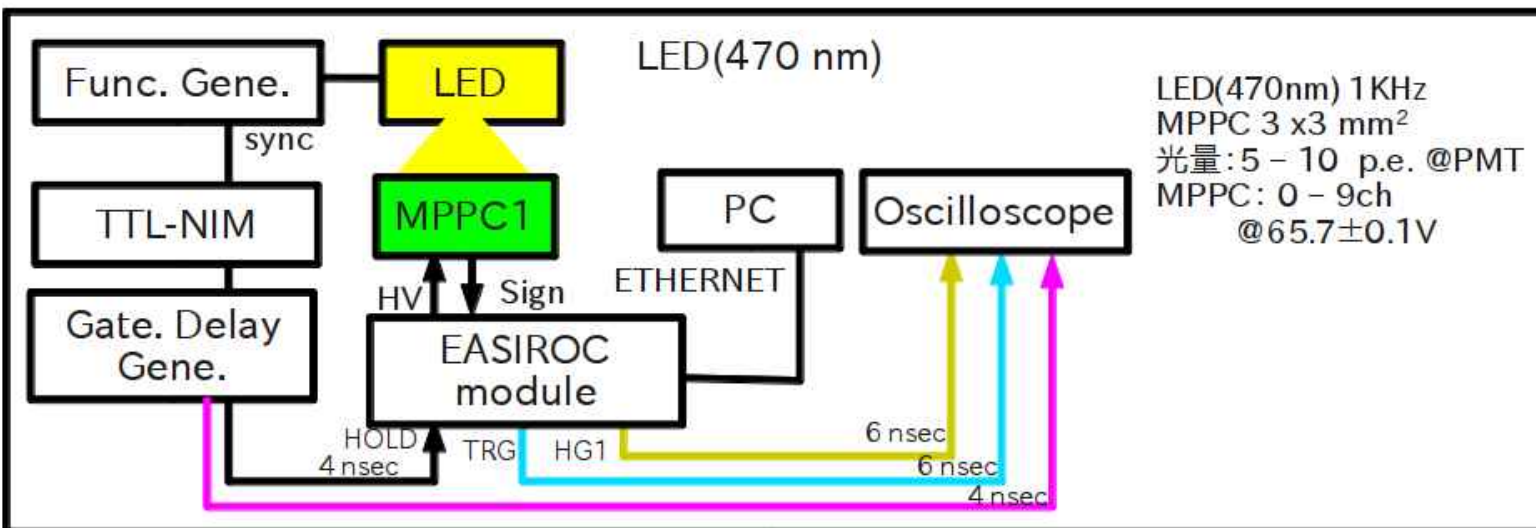 LED(470 nm)
Func. Gene.
LED
sync
TTL-NIM
MPPC1
PC
Oscilloscope
LED(470nm) 1KHz
MPPC 3 x3 mm²
光量:5 – 10 p.e. @PMT
MPPC: 0 – 9ch
@65.7±0.1V
HV
Sign
ETHERNET
Gate. Delay
Gene.
EASIROC
module
HOLD
4 nsec
TRG
HG1
6 nsec
6 nsec
4 nsec